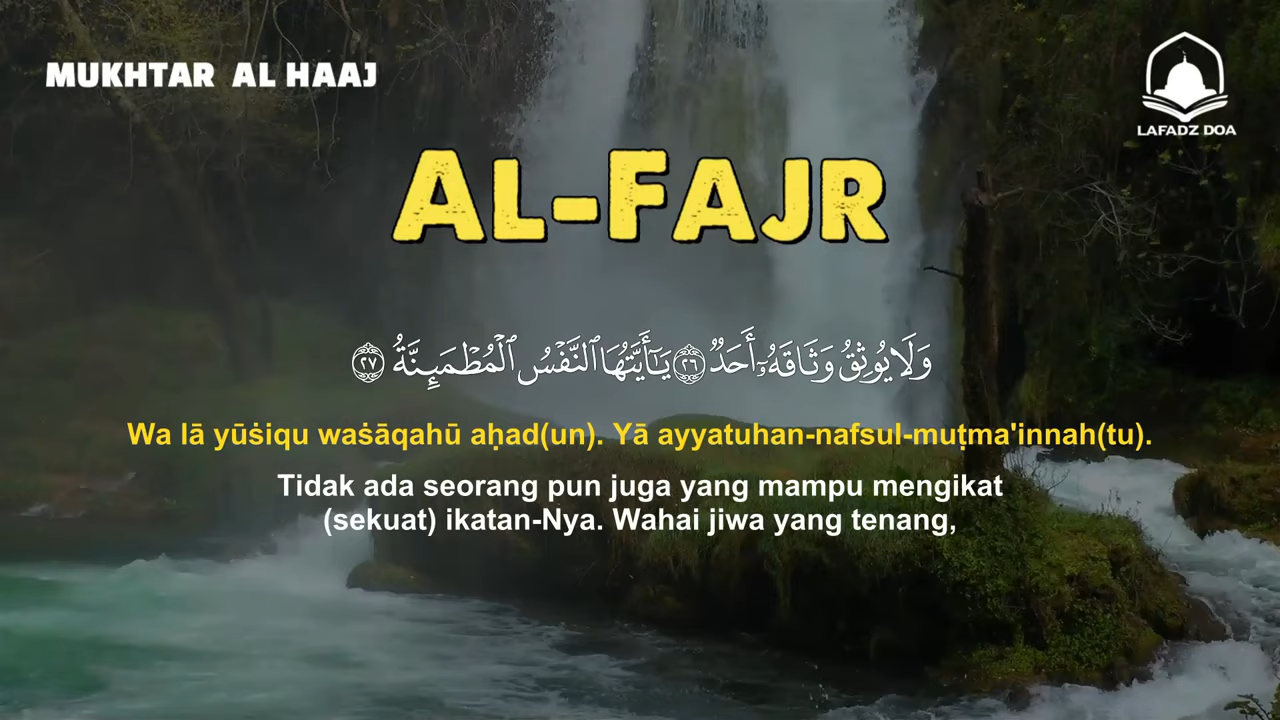 MUKHTAR AL HAAJ
LAFADZ DOA
AL-FAJR
وَلَا يُوثِقُ وَثَاقَهُۥٓ أَحَدٌ ۝٢٦ يَـٰٓأَيَّتُهَا ٱلنَّفْسُ ٱلْمُطْمَئِنَّةُ ۝٢٧
Wa lā yūṡiqu waṡāqahū aḥad(un). Yā ayyatuhan-nafsul-muṭma'innah(tu).
Tidak ada seorang pun juga yang mampu mengikat
(sekuat) ikatan-Nya. Wahai jiwa yang tenang,